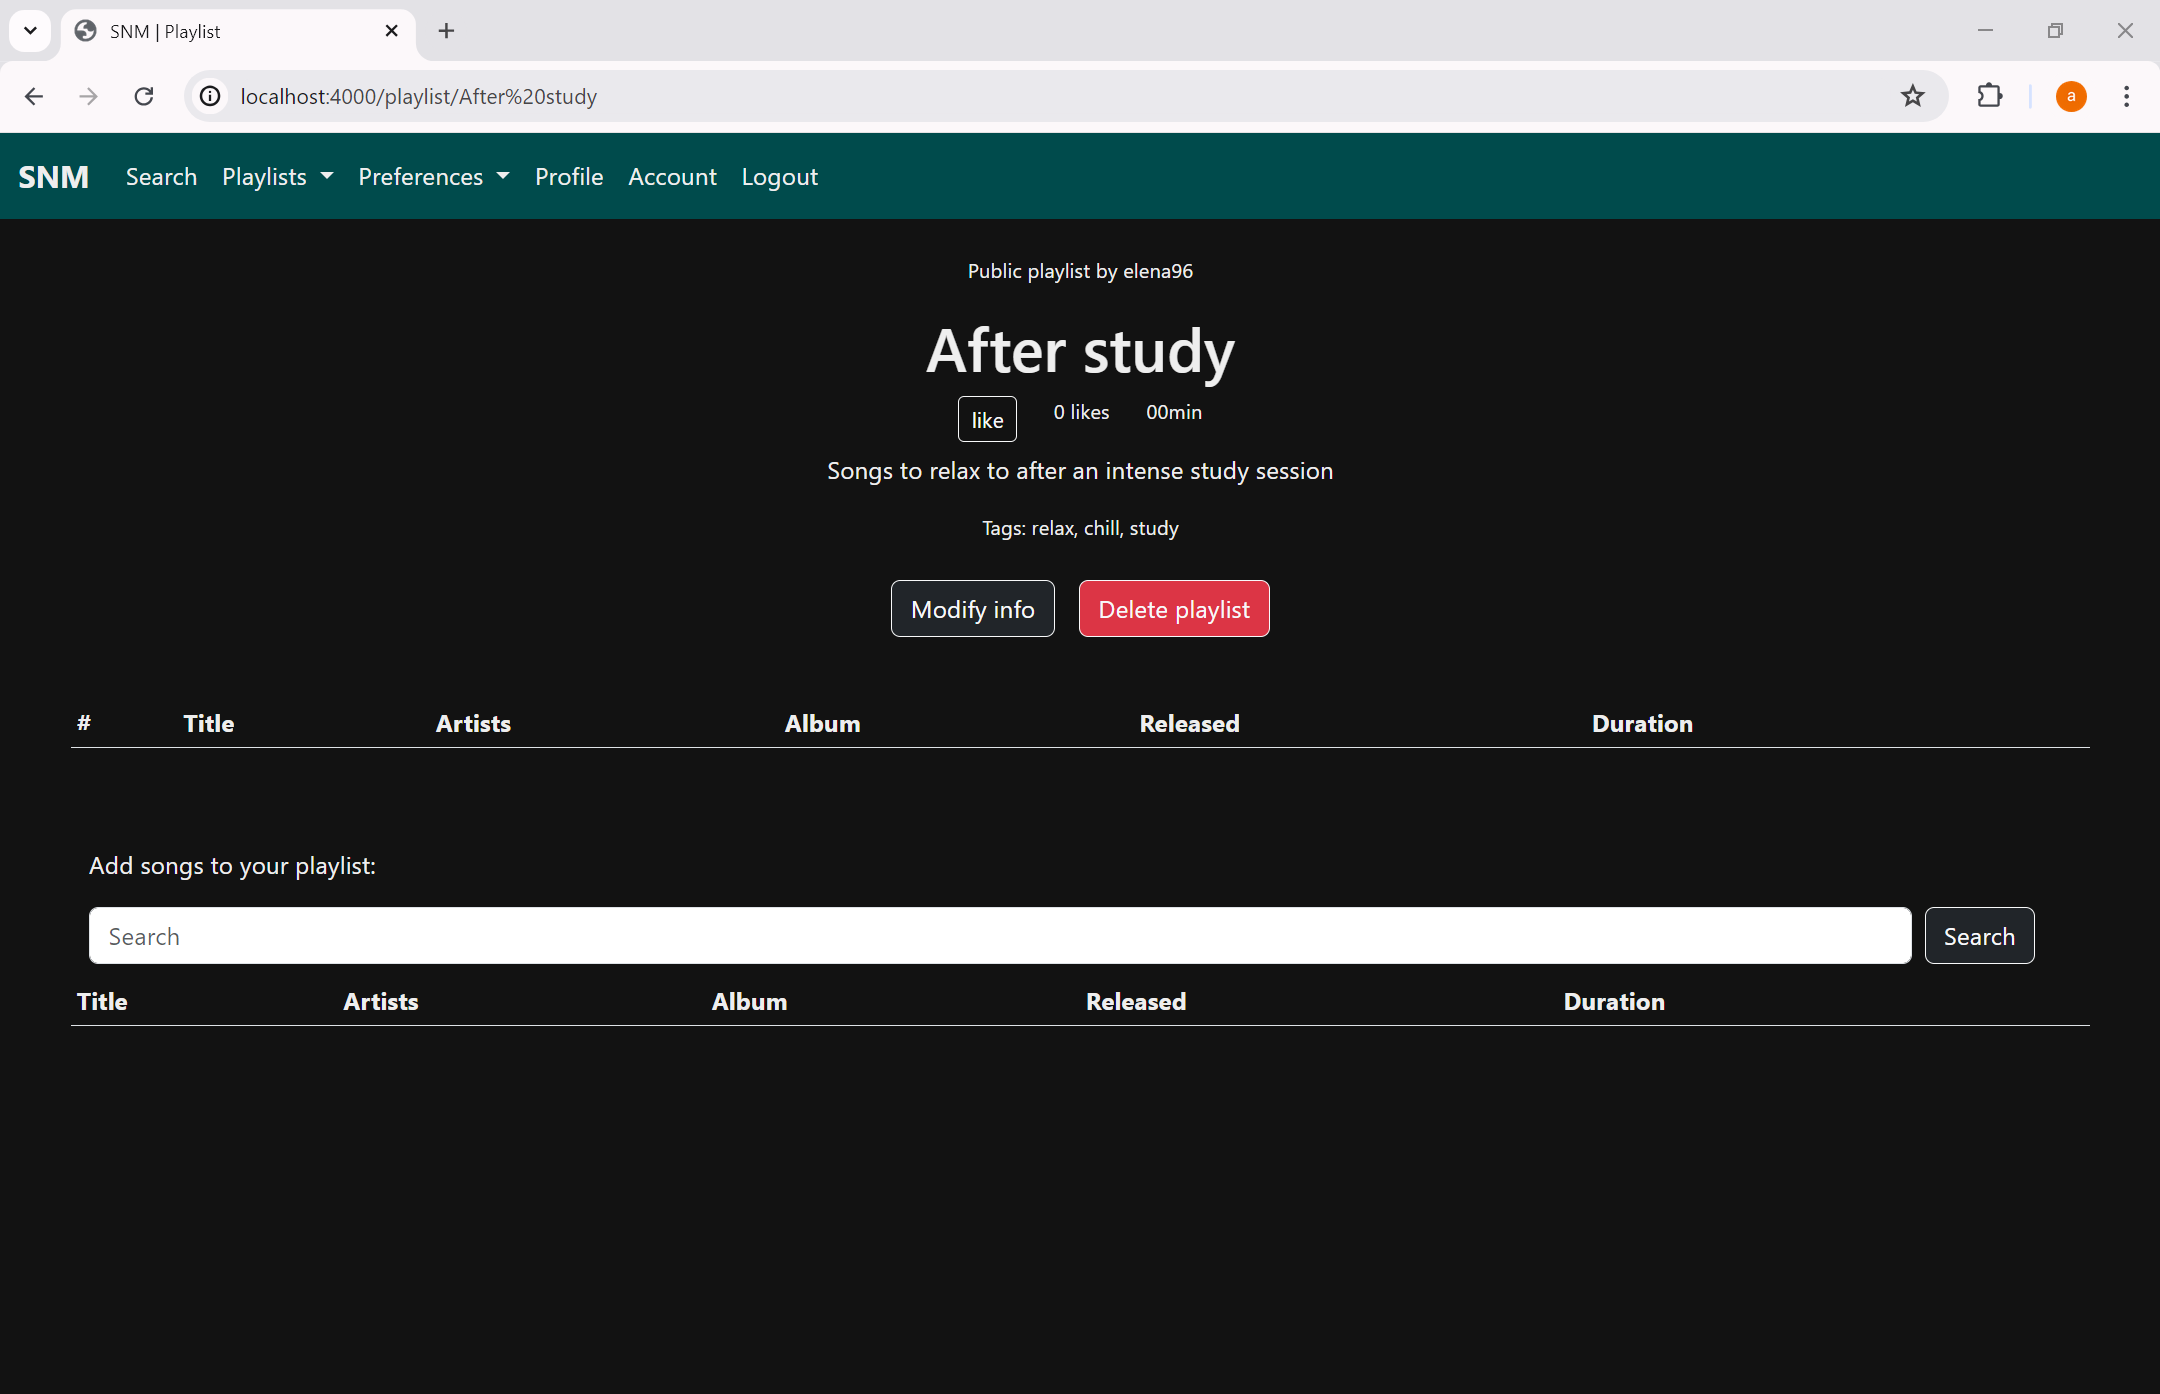 SNM | Playlist
localhost:4000/playlist/After%20study
a
SNM Search Playlists Preferences Profile Account Logout
Public playlist by elena96
After study
like 0 likes 00min
Songs to relax to after an intense study session
Tags: relax, chill, study
Modify info Delete playlist
# Title Artists Album Released Duration
Add songs to your playlist:
Search Search
Title Artists Album Released Duration